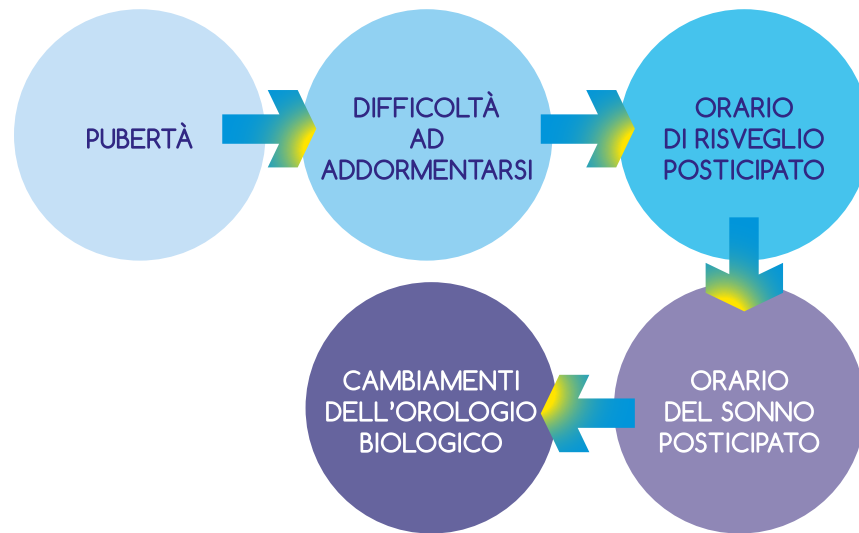 PUBERTÀ
DIFFICOLTÀ
AD
ADDORMENTARSI
ORARIO
DI RISVEGLIO
POSTICIPATO
ORARIO
DEL SONNO
POSTICIPATO
CAMBIAMENTI
DELL'OROLOGIO
BIOLOGICO